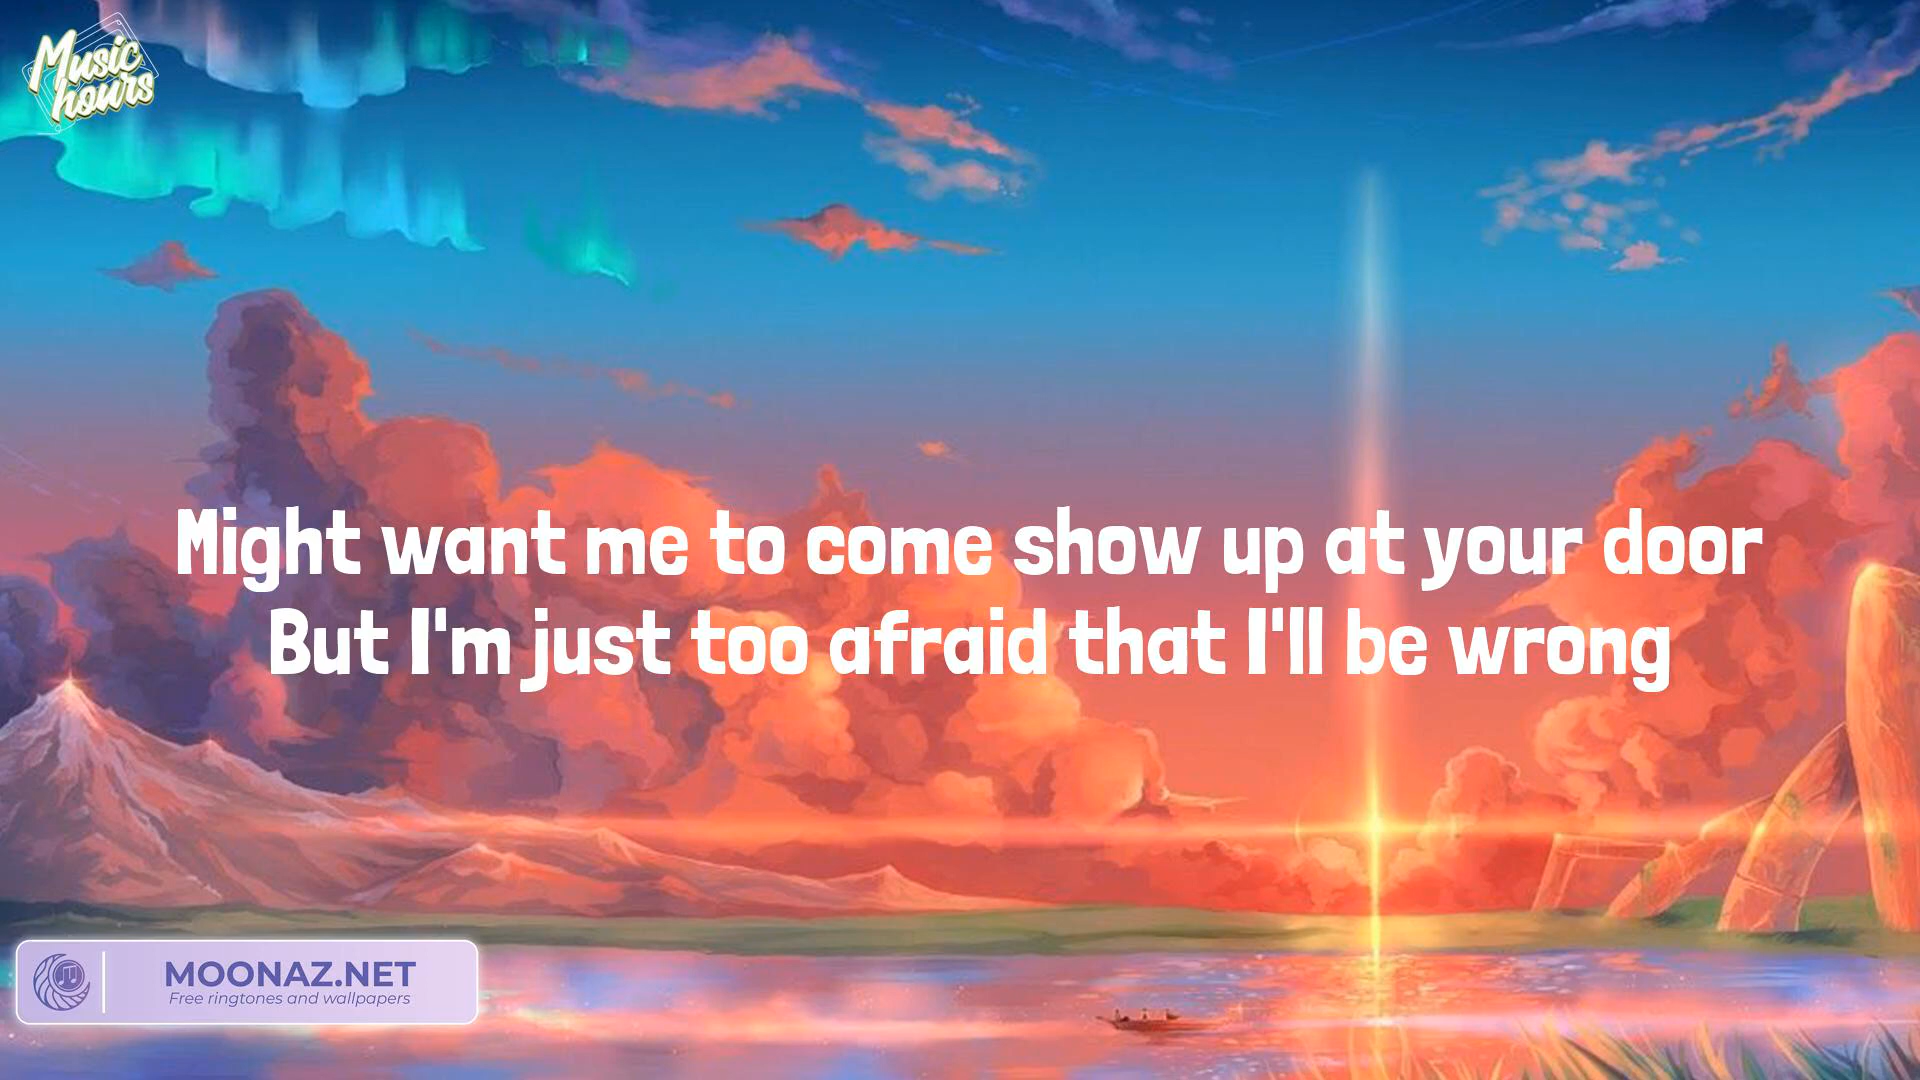 Music
hours
Might want me to come show up at your door
But I'm just too afraid that I'll be wrong
MOONAZ.NET
Free ringtones and wallpapers